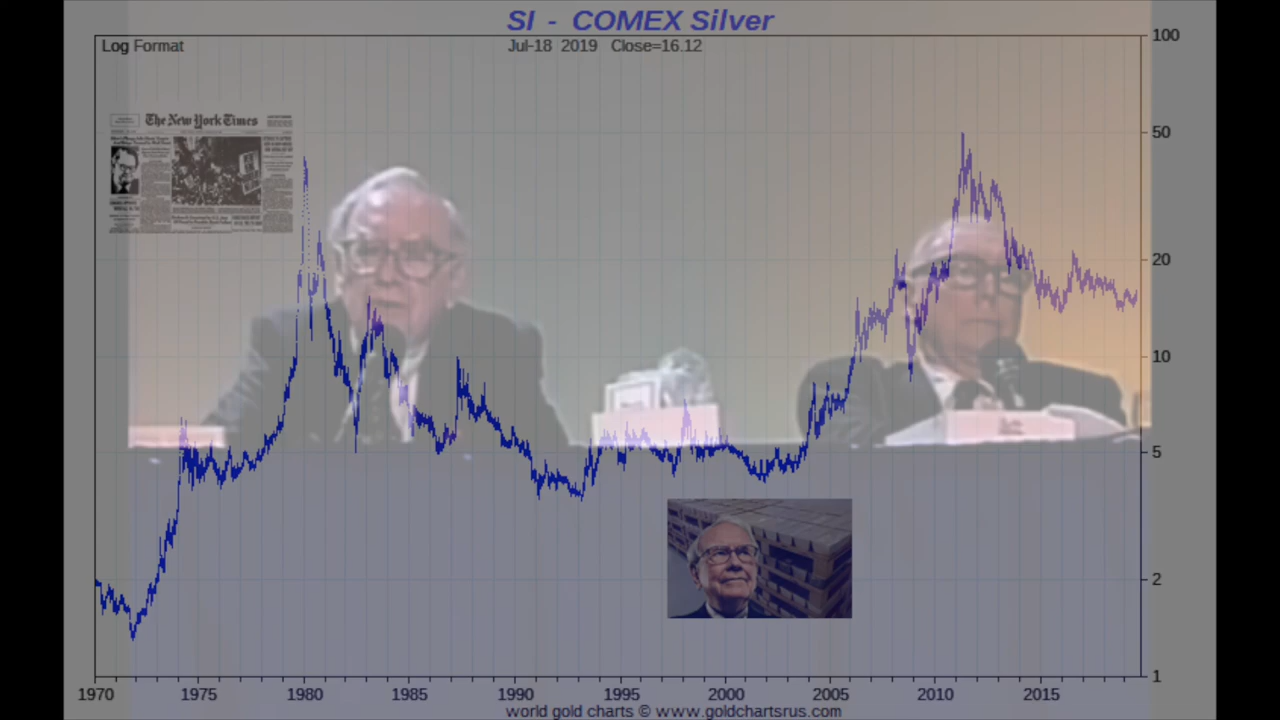 SI - COMEX Silver
Log Format
Jul-18 2019 Close=16.12
The New York Times
100
50
20
10
5
2
1
1970 1975 1980 1985 1990 1995 2000 2005 2010 2015
world gold charts © www.goldchartsrus.com